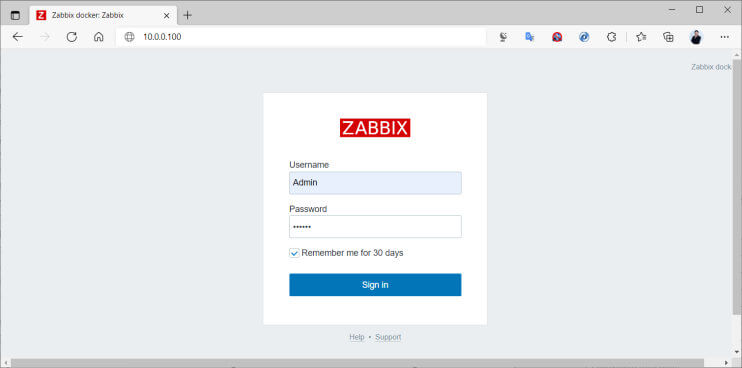 Zabbix docker: Zabbix
10.0.0.100
Zabbix dock
ZABBIX
Username
Admin
Password
••••••
Remember me for 30 days
Sign in
Help • Support